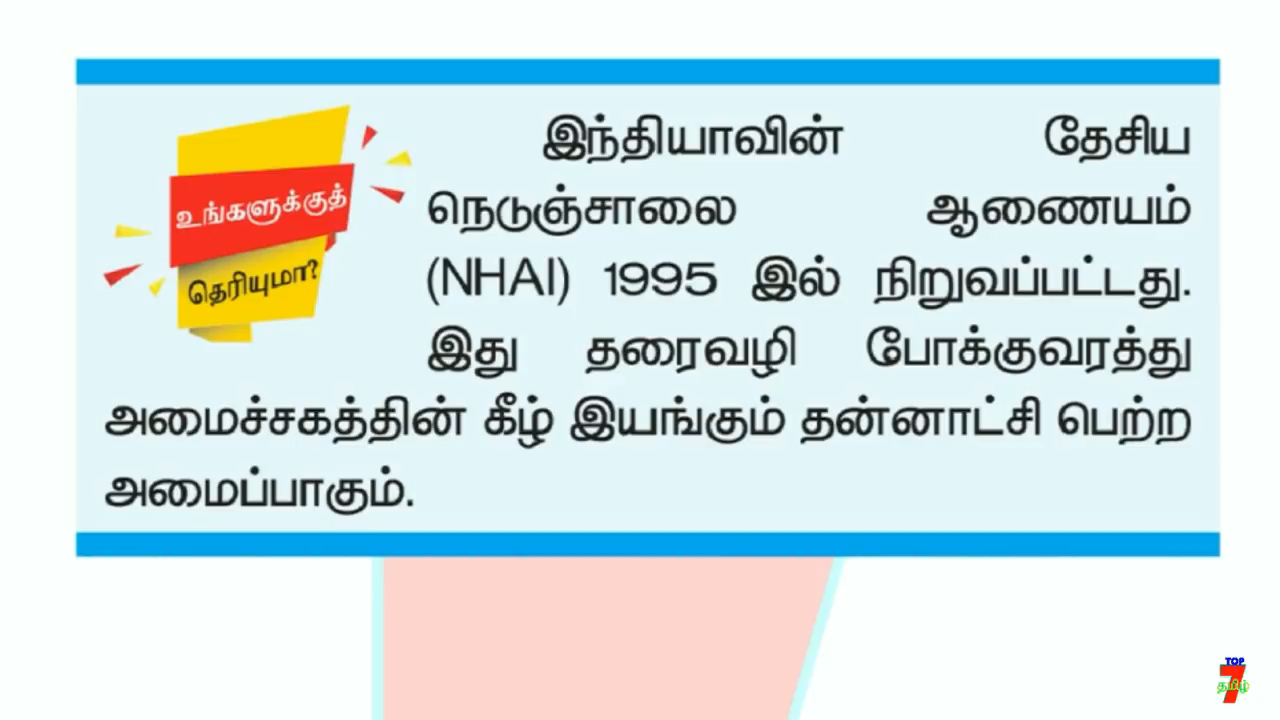 உங்களுக்குத்
தெரியுமா?
இந்தியாவின் தேசிய
நெடுஞ்சாலை ஆணையம்
(NHAI) 1995 இல் நிறுவப்பட்டது.
இது தரைவழி போக்குவரத்து
அமைச்சகத்தின் கீழ் இயங்கும் தன்னாட்சி பெற்ற
அமைப்பாகும்.
TOP
7
தமிழ்